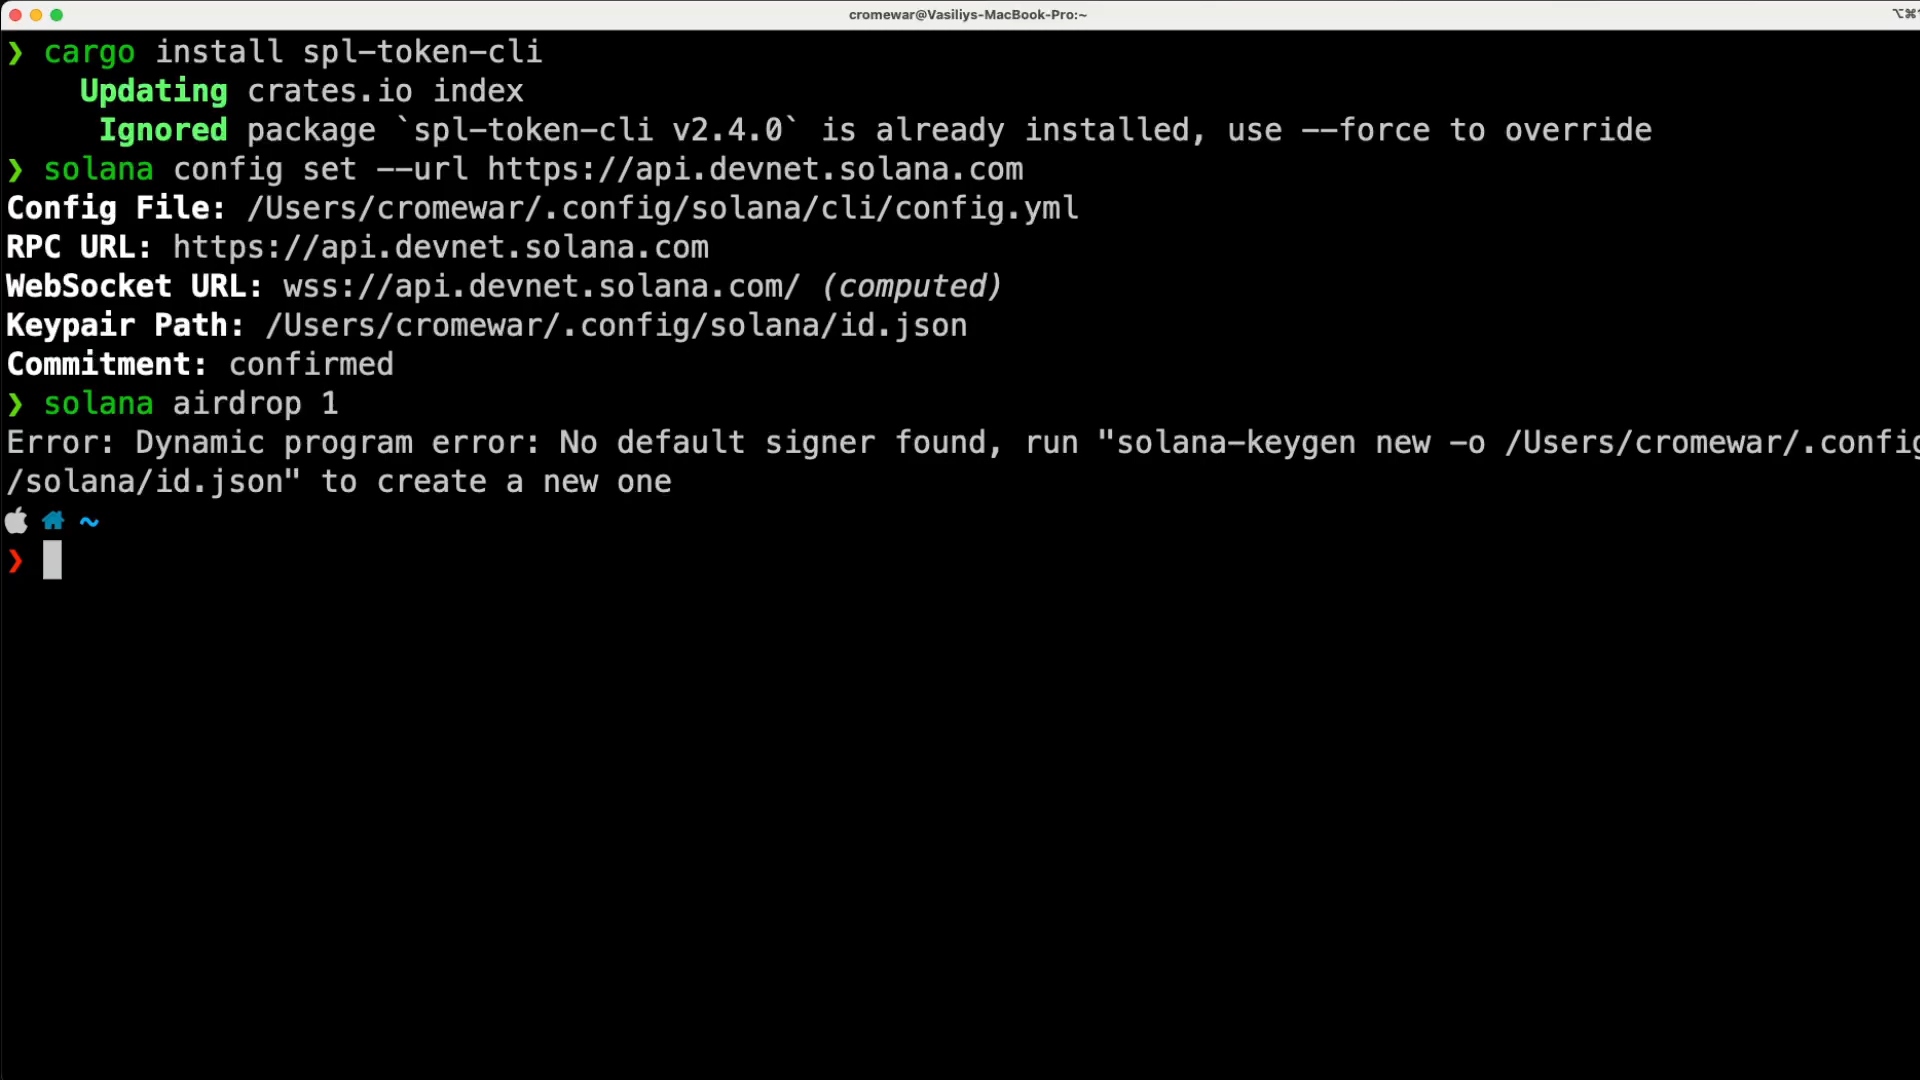 cromewar@Vasiliys-MacBook-Pro:~
⌥⌘
❯ cargo install spl-token-cli
Updating crates.io index
Ignored package `spl-token-cli v2.4.0` is already installed, use --force to override
❯ solana config set --url https://api.devnet.solana.com
Config File: /Users/cromewar/.config/solana/cli/config.yml
RPC URL: https://api.devnet.solana.com
WebSocket URL: wss://api.devnet.solana.com/ (computed)
Keypair Path: /Users/cromewar/.config/solana/id.json
Commitment: confirmed
❯ solana airdrop 1
Error: Dynamic program error: No default signer found, run "solana-keygen new -o /Users/cromewar/.config
/solana/id.json" to create a new one
~
❯